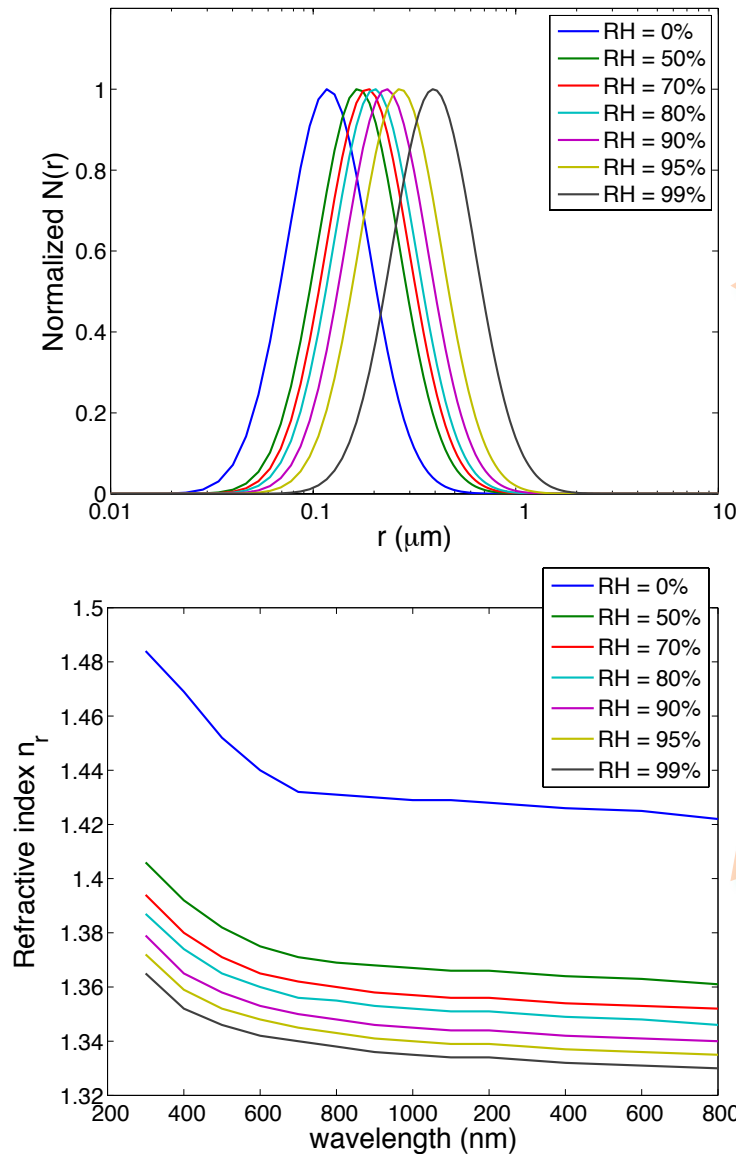 RH = 0%
RH = 50%
RH = 70%
RH = 80%
RH = 90%
RH = 95%
RH = 99%
Normalized N(r)
1
0.8
0.6
0.4
0.2
0
0.01
0.1
1
10
r (μm)
RH = 0%
RH = 50%
RH = 70%
RH = 80%
RH = 90%
RH = 95%
RH = 99%
Refractive index n_r
1.5
1.48
1.46
1.44
1.42
1.4
1.38
1.36
1.34
1.32
200 400 600 800 1000 200 400 600 800
wavelength (nm)